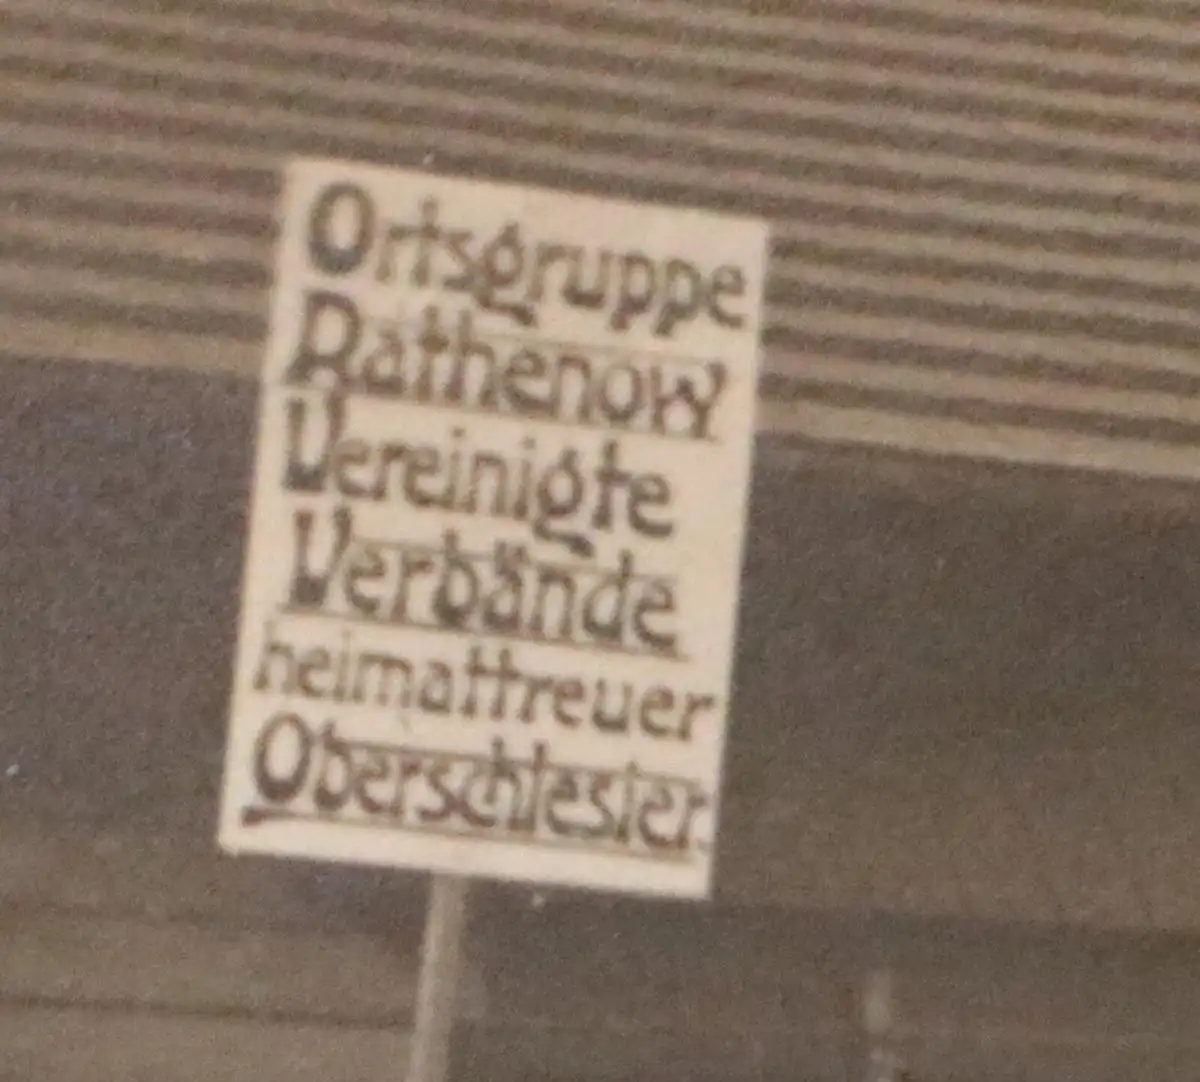 Ortsgruppe
Rathenow
Vereinigte
Verbände
heimattreuer
Oberschlesier.